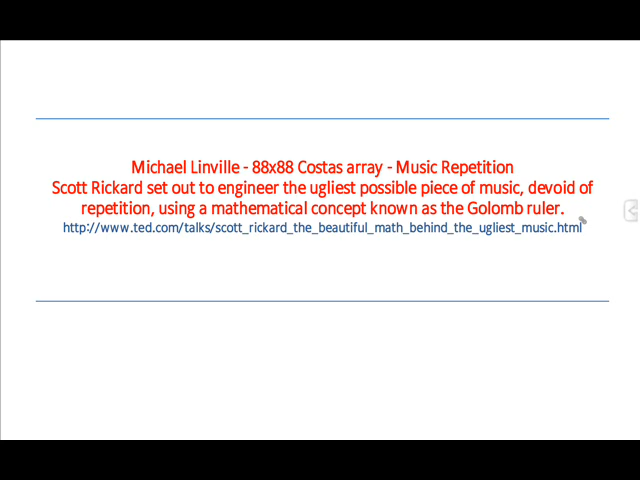 Michael Linville - 88x88 Costas array - Music Repetition
Scott Rickard set out to engineer the ugliest possible piece of music, devoid of
repetition, using a mathematical concept known as the Golomb ruler.
http://www.ted.com/talks/scott_rickard_the_beautiful_math_behind_the_ugliest_music.html